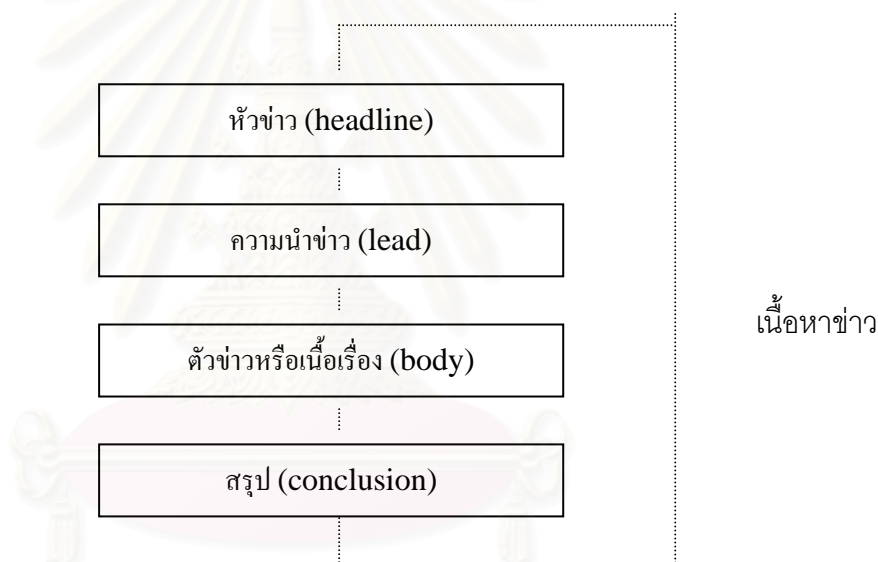 หัวข่าว (headline)
ความนำข่าว (lead)
ตัวข่าวหรือเนื้อเรื่อง (body)
สรุป (conclusion)
เนื้อหาข่าว